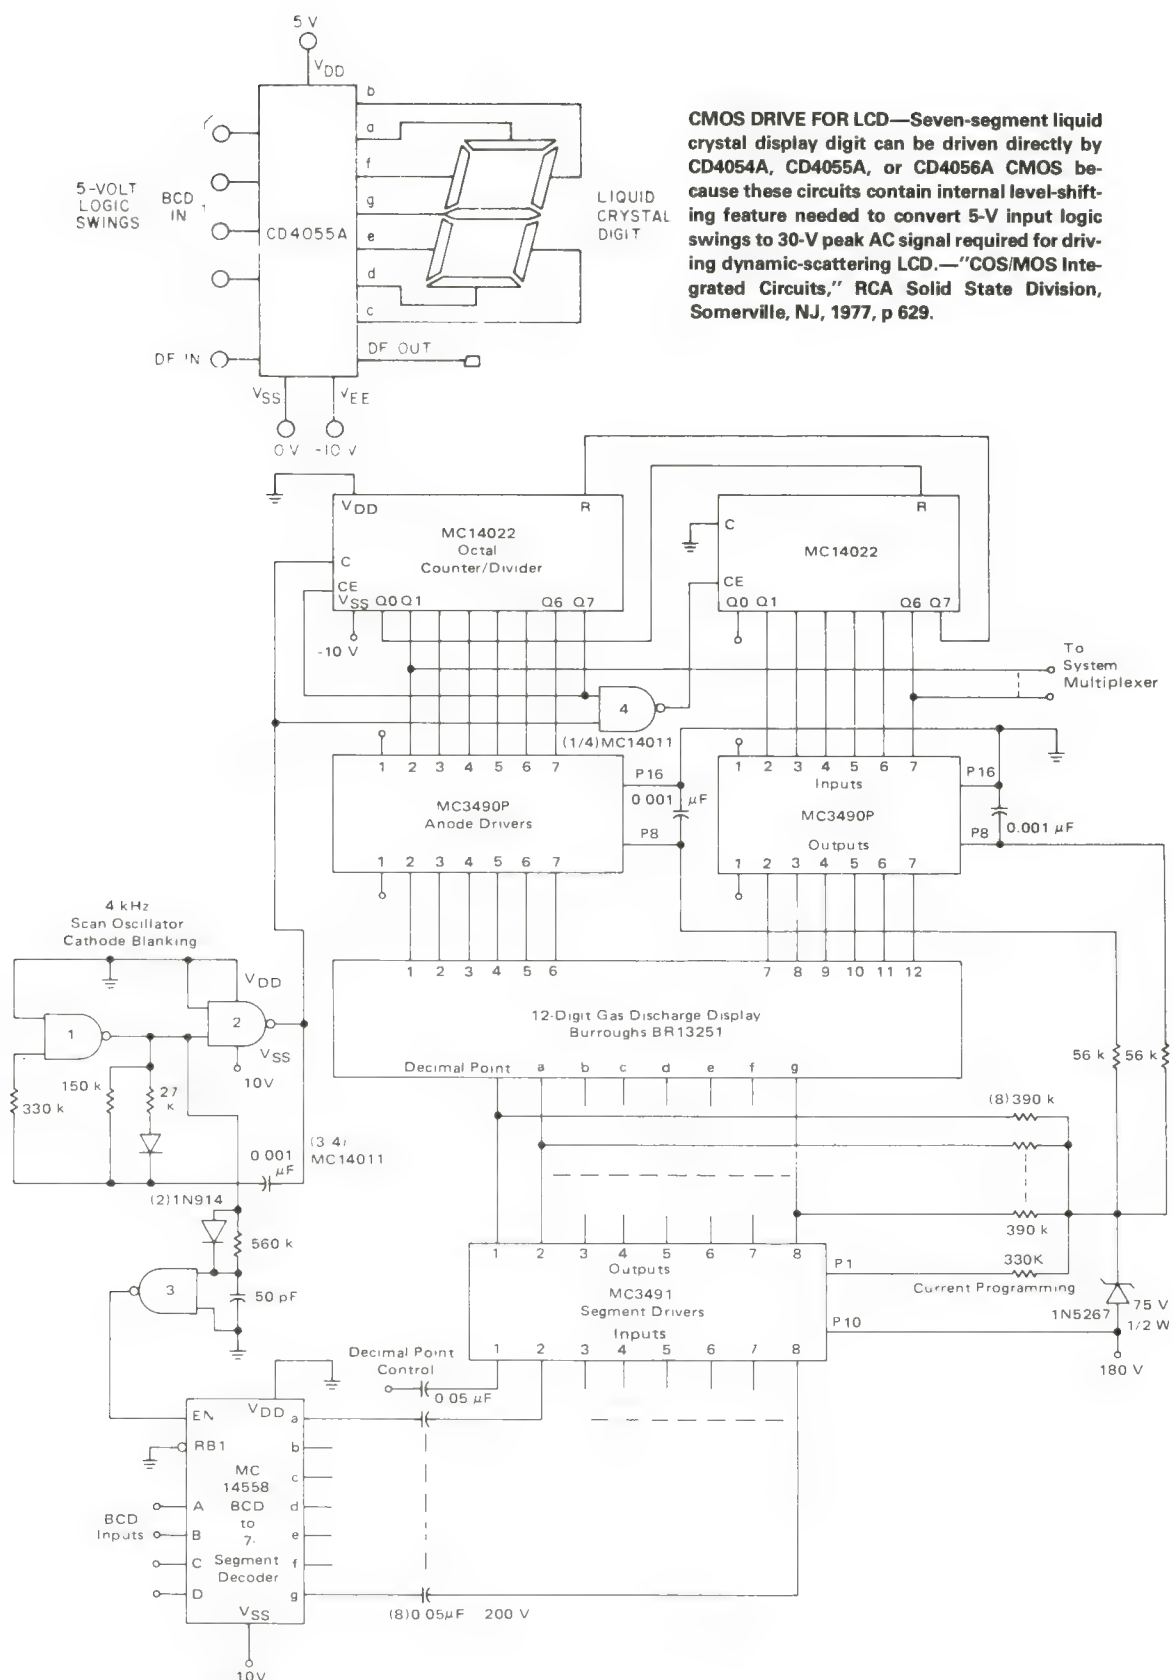 5 V
VDD
b
a
f
g
e
d
c
5-VOLT
LOGIC
SWINGS
BCD
IN
CD4055A
LIQUID
CRYSTAL
DIGIT
DF IN
DF OUT
VSS
VEE
0 V -10 V
CMOS DRIVE FOR LCD—Seven-segment liquid
crystal display digit can be driven directly by
CD4054A, CD4055A, or CD4056A CMOS be-
cause these circuits contain internal level-shift-
ing feature needed to convert 5-V input logic
swings to 30-V peak AC signal required for driv-
ing dynamic-scattering LCD.—"COS/MOS Inte-
grated Circuits," RCA Solid State Division,
Somerville, NJ, 1977, p 629.
VDD R
MC14022
Octal
Counter/Divider
C
CE
VSS Q0 Q1 Q6 Q7
-10 V
R
C
MC14022
CE
Q0 Q1 Q6 Q7
To
System
Multiplexer
4
(1/4)MC14011
1 2 3 4 5 6 7
MC3490P
Anode Drivers
1 2 3 4 5 6 7
P16
0.001 µF
P8
1 2 3 4 5 6 7
Inputs
MC3490P
Outputs
1 2 3 4 5 6 7
P16
P8
0.001 µF
4 kHz
Scan Oscillator
Cathode Blanking
VDD
1
2
VSS
10V
330 k
150 k
27
K
0 001
µF
(3 4)
MC14011
(2)1N914
560 k
3
50 pF
1 2 3 4 5 6
7 8 9 10 11 12
12-Digit Gas Discharge Display
Burroughs BR13251
Decimal Point a b c d e f g
56 k 56 k
(8)390 k
390 k
1 2 3 4 5 6 7 8
Outputs
MC3491
Segment Drivers
Inputs
1 2 3 4 5 6 7 8
P1
330K
Current Programming
P10
1N5267
75 V
1/2 W
180 V
Decimal Point
Control
0 05 µF
VDD
EN
RB1
MC
14558
BCD
to
7-
Segment
Decoder
a
b
c
d
e
f
g
BCD
Inputs
A
B
C
D
VSS
10V
(8)0 05µF 200 V